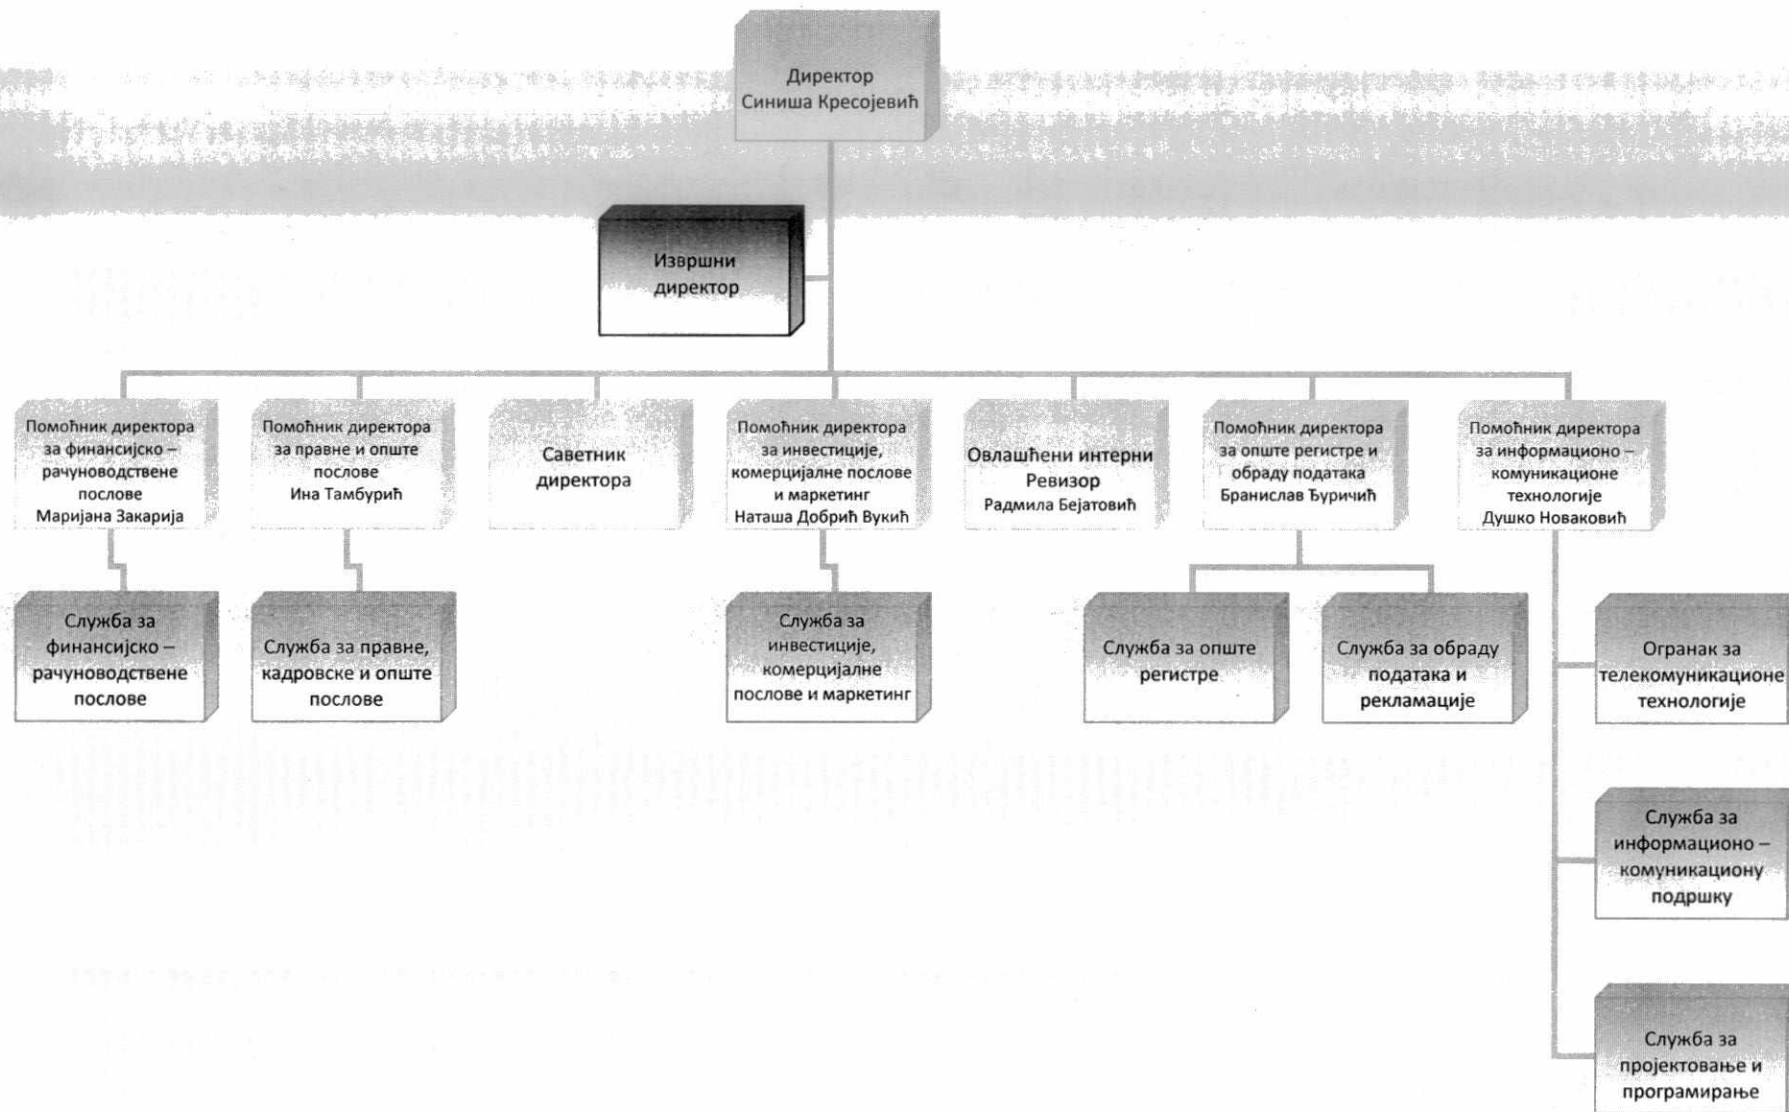 Директор
Синиша Кресојевић
Извршни
директор
Помоћник директора
за финансијско –
рачуноводствене
послове
Маријана Закарија
Помоћник директора
за правне и опште
послове
Ина Тамбурић
Саветник
директора
Помоћник директора
за инвестиције,
комерцијалне послове
и маркетинг
Наташа Добрић Вукић
Овлашћени интерни
Ревизор
Радмила Бејатовић
Помоћник директора
за опште регистре и
обраду података
Бранислав Ђуричић
Помоћник директора
за информационо –
комуникационе
технологије
Душко Новаковић
Служба за
финансијско –
рачуноводствене
послове
Служба за правне,
кадровске и опште
послове
Служба за
инвестиције,
комерцијалне
послове и маркетинг
Служба за опште
регистре
Служба за обраду
података и
рекламације
Огранак за
телекомуникационе
технологије
Служба за
информационо –
комуникациону
подршку
Служба за
пројектовање и
програмирање